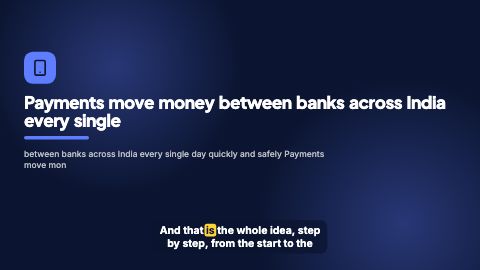 Payments move money between banks across India
every single
between banks across India every single day quickly and safely Payments
move mon
And that is the whole idea, step
by step, from the start to the